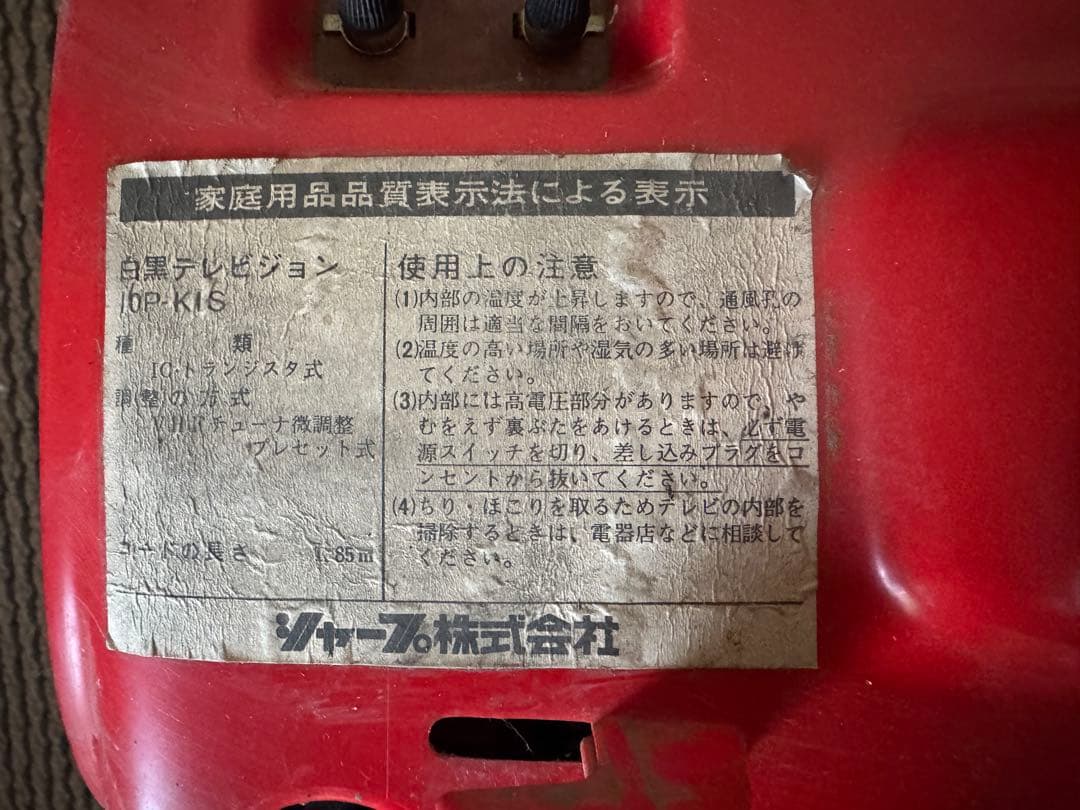 家庭用品品質表示法による表示
白黒テレビジョン
10P-K1S
種 類
IC・トランジスタ式
調整の方式
VHFチューナ微調整
プレセット式
コードの長さ 1.85m
使用上の注意
(1)内部の温度が上昇しますので、通風孔の
周囲は適当な間隔をおいてください。
(2)温度の高い場所や湿気の多い場所は避け
てください。
(3)内部には高電圧部分がありますので、や
むをえず裏ぶたをあけるときは、必ず電
源スイッチを切り、差し込みプラグをコ
ンセントから抜いてください。
(4)ちり・ほこりを取るためテレビの内部を
掃除するときは、電器店などに相談して
ください。
シャープ株式会社